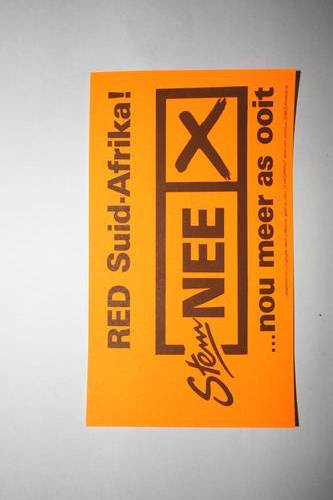 RED Suid-Afrika!
Stem NEE X
...nou meer as ooit